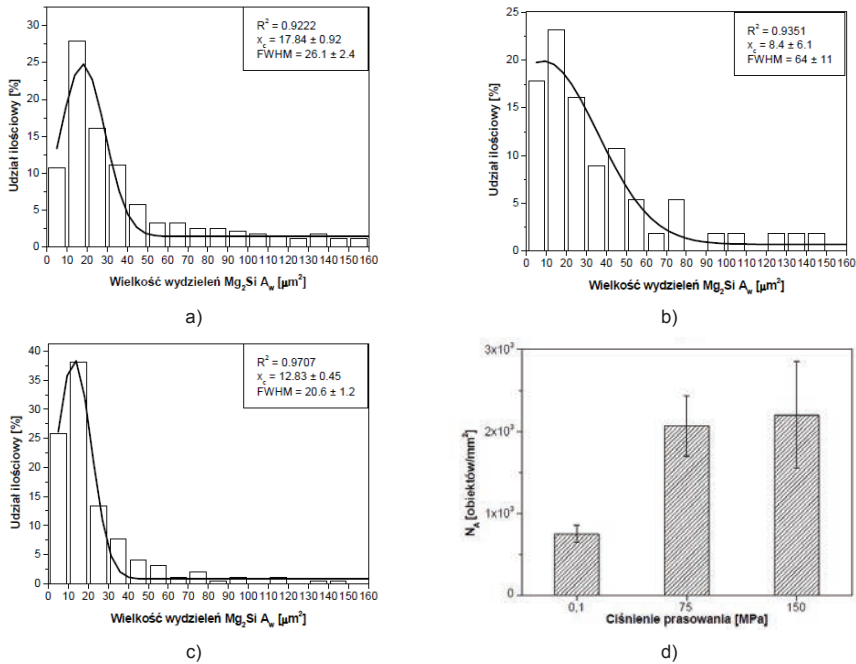 R² = 0.9222
x_c = 17.84 ± 0.92
FWHM = 26.1 ± 2.4
Udział ilościowy [%]
30
25
20
15
10
5
0
0 10 20 30 40 50 60 70 80 90 100 110 120 130 140 150 160
Wielkość wydzieleń Mg₂Si A_w [μm²]
a)
R² = 0.9351
x_c = 8.4 ± 6.1
FWHM = 64 ± 11
Udział ilościowy [%]
25
20
15
10
5
0
0 10 20 30 40 50 60 70 80 90 100 110 120 130 140 150 160
Wielkość wydzieleń Mg₂Si A_w [μm²]
b)
R² = 0.9707
x_c = 12.83 ± 0.45
FWHM = 20.6 ± 1.2
Udział ilościowy [%]
40
35
30
25
20
15
10
5
0
0 10 20 30 40 50 60 70 80 90 100 110 120 130 140 150 160
Wielkość wydzieleń Mg₂Si A_w [μm²]
c)
N_A [obiektów/mm²]
3x10³
2x10³
1x10³
0
0,1 75 150
Ciśnienie prasowania [MPa]
d)